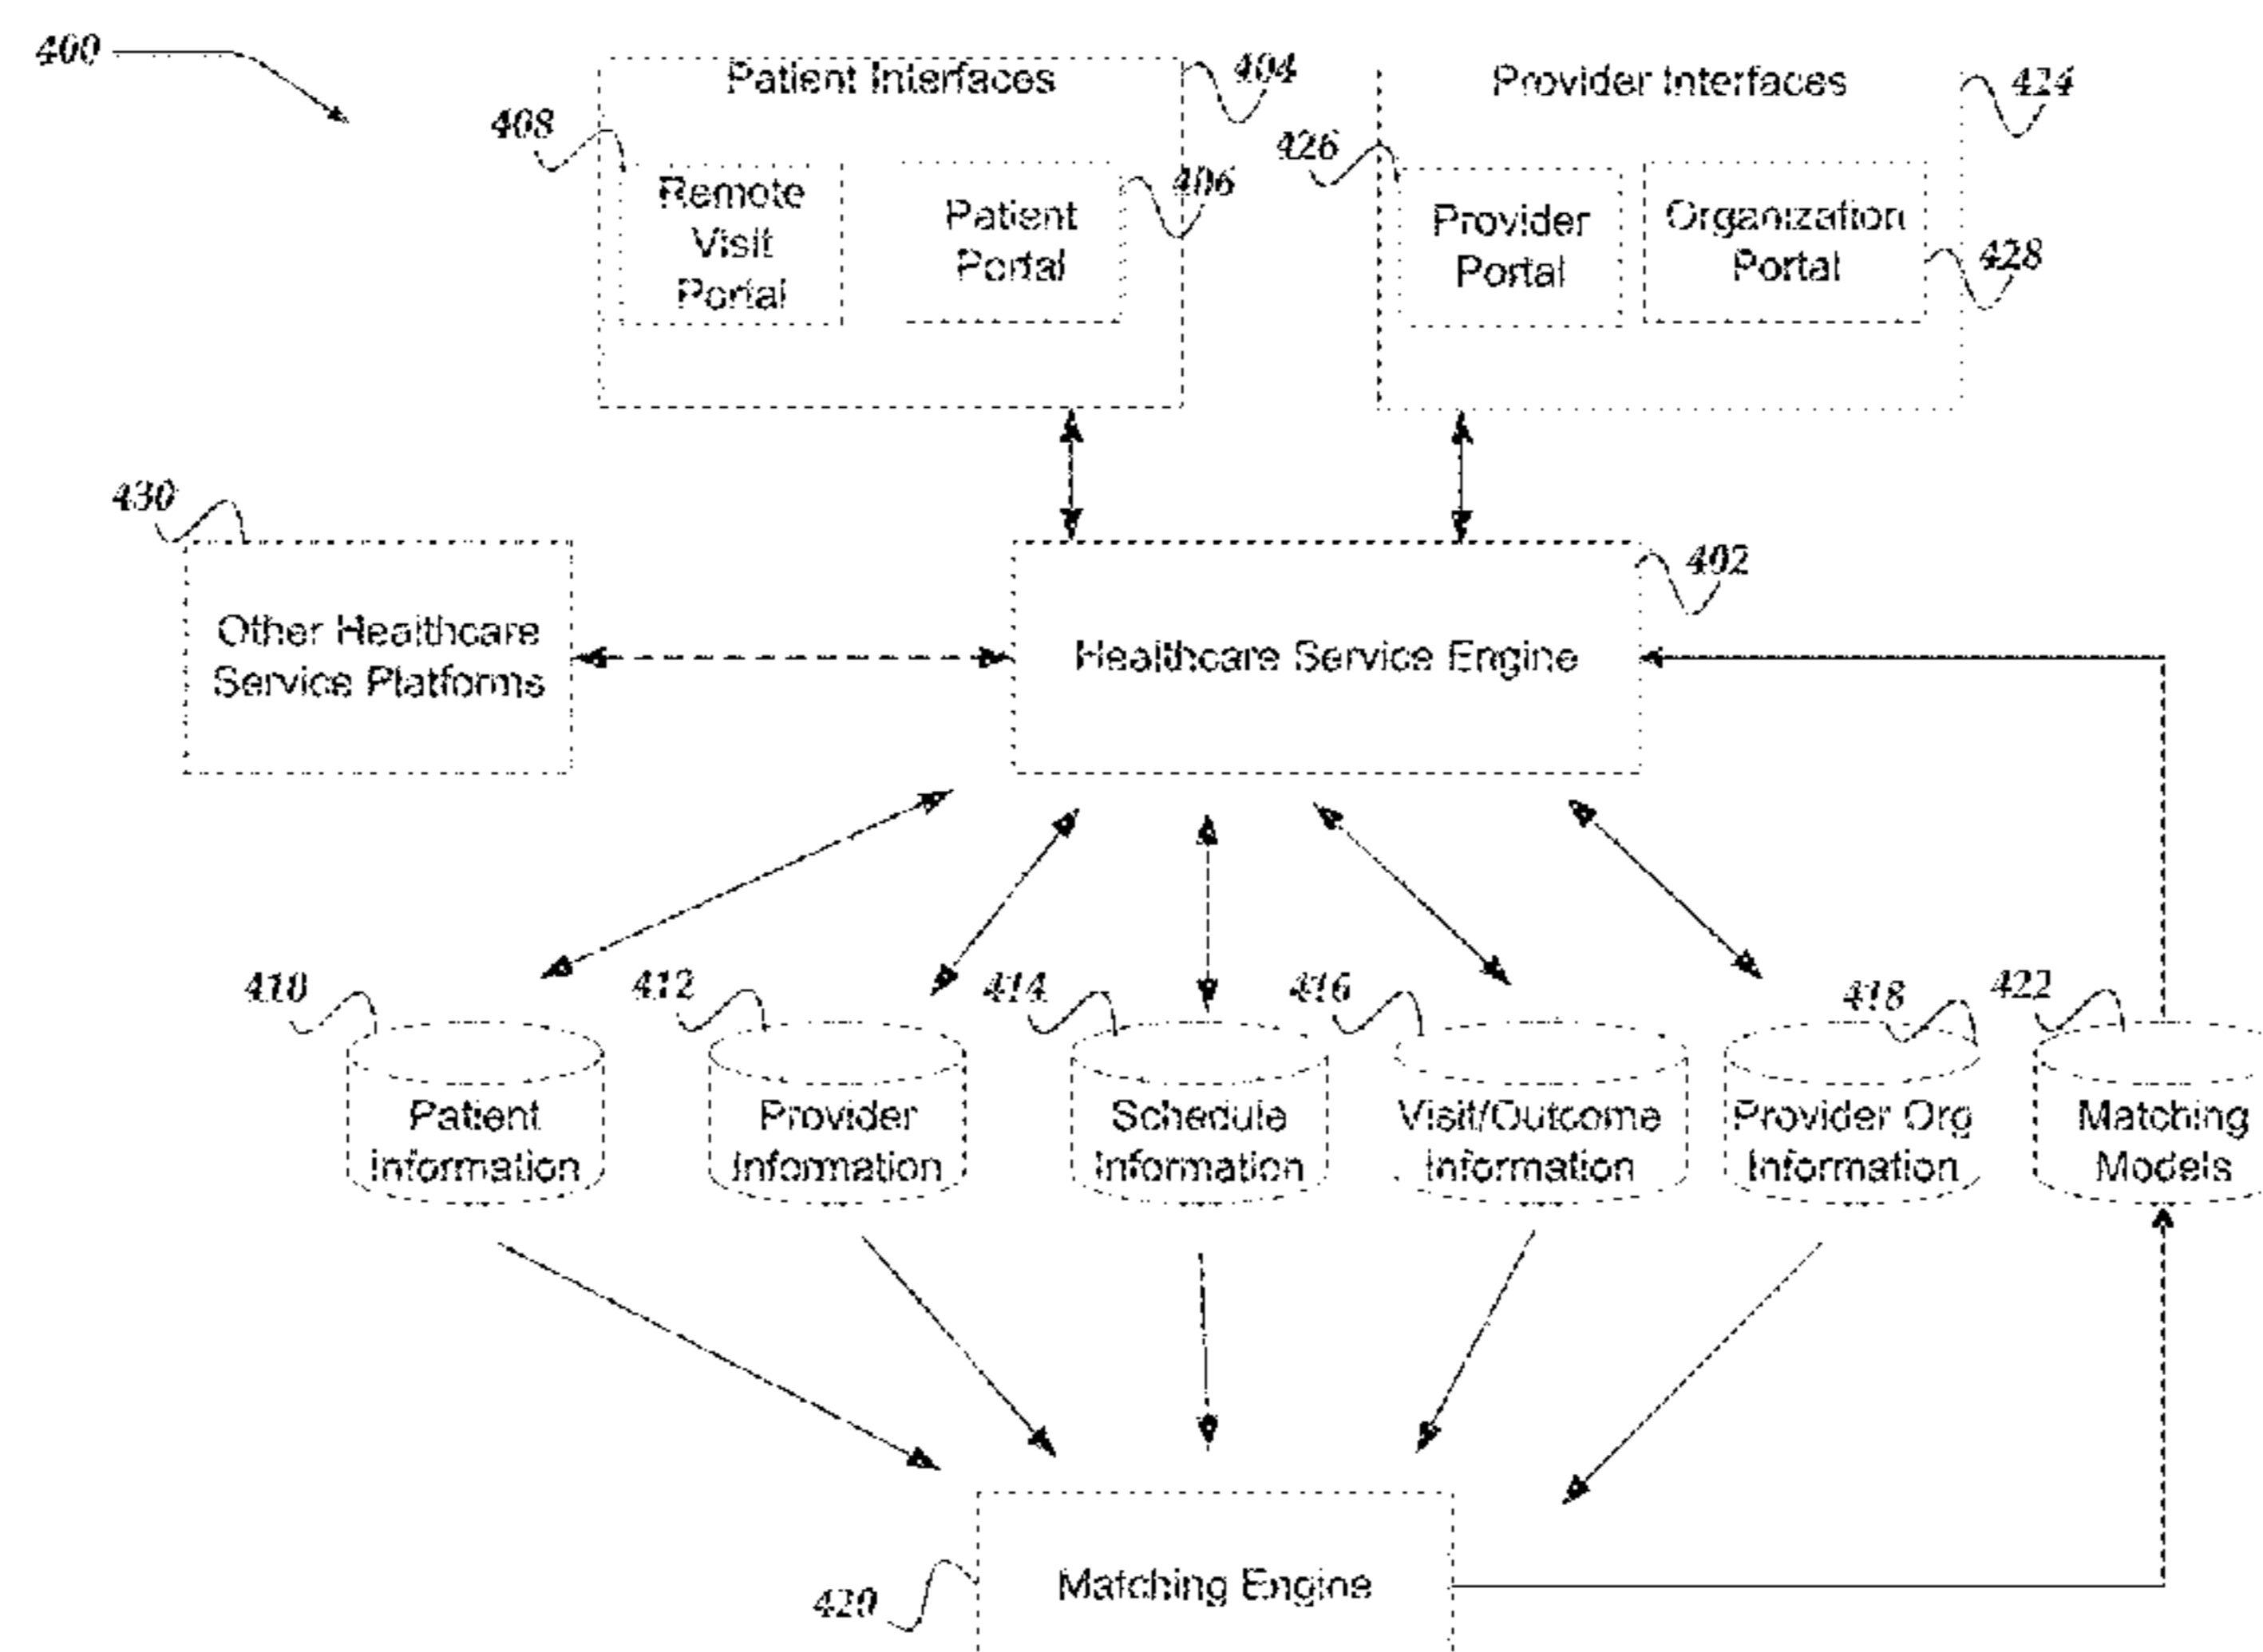 400
Patient Interfaces
404
Provider Interfaces
424
408
Remote
Visit
Portal
Patient
Portal
406
426
Provider
Portal
Organization
Portal
428
430
Other Healthcare
Service Platforms
Healthcare Service Engine
402
410
412
414
416
418
422
Patient
Information
Provider
Information
Schedule
Information
Visit/Outcome
Information
Provider Org
Information
Matching
Models
Matching Engine
420